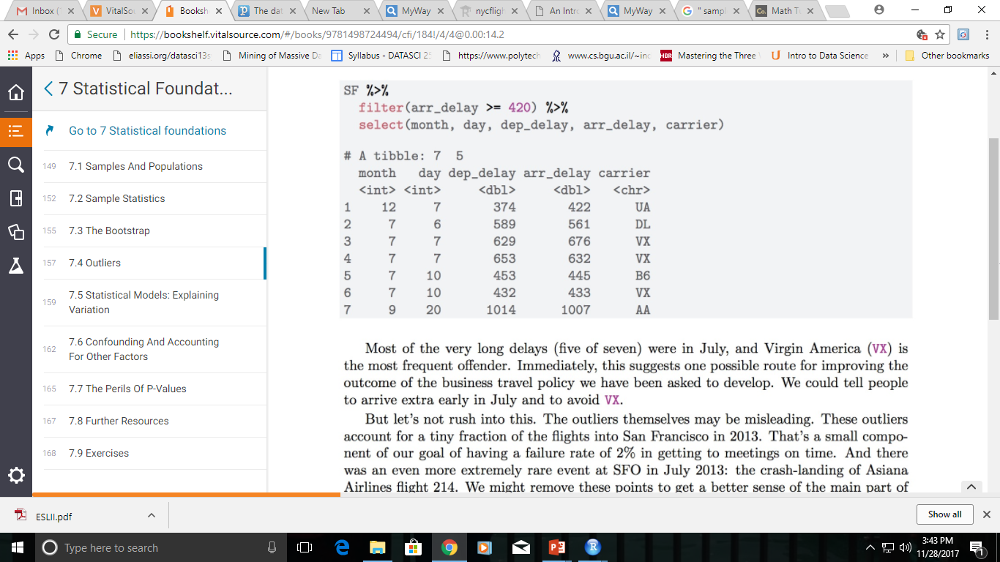 Inbox (
VitalSou
Booksh
The dat
New Tab
MyWay
nycfligh
An Intro
MyWay
" sampl
Math T
Secure
https://bookshelf.vitalsource.com/#/books/9781498724494/cfi/184!/4/4@0.00:14.2
Apps
Chrome
eliassi.org/datasci13s
Mining of Massive Da
Syllabus - DATASCI 25
https://www.polytech
www.cs.bgu.ac.il/~inc
HBR Mastering the Three
Intro to Data Science
»
Other bookmarks
7 Statistical Foundat...
Go to 7 Statistical foundations
149 7.1 Samples And Populations
152 7.2 Sample Statistics
155 7.3 The Bootstrap
157 7.4 Outliers
159 7.5 Statistical Models: Explaining
Variation
162 7.6 Confounding And Accounting
For Other Factors
165 7.7 The Perils Of P-Values
167 7.8 Further Resources
168 7.9 Exercises
SF %>%
filter(arr_delay >= 420) %>%
select(month, day, dep_delay, arr_delay, carrier)
# A tibble: 7 5
month day dep_delay arr_delay carrier
<int> <int> <dbl> <dbl> <chr>
1 12 7 374 422 UA
2 7 6 589 561 DL
3 7 7 629 676 VX
4 7 7 653 632 VX
5 7 10 453 445 B6
6 7 10 432 433 VX
7 9 20 1014 1007 AA
Most of the very long delays (five of seven) were in July, and Virgin America (VX) is
the most frequent offender. Immediately, this suggests one possible route for improving the
outcome of the business travel policy we have been asked to develop. We could tell people
to arrive extra early in July and to avoid VX.
But let's not rush into this. The outliers themselves may be misleading. These outliers
account for a tiny fraction of the flights into San Francisco in 2013. That's a small compo-
nent of our goal of having a failure rate of 2% in getting to meetings on time. And there
was an even more extremely rare event at SFO in July 2013: the crash-landing of Asiana
Airlines flight 214. We might remove these points to get a better sense of the main part of
ESLII.pdf
Show all
Type here to search
3:43 PM
11/28/2017
1